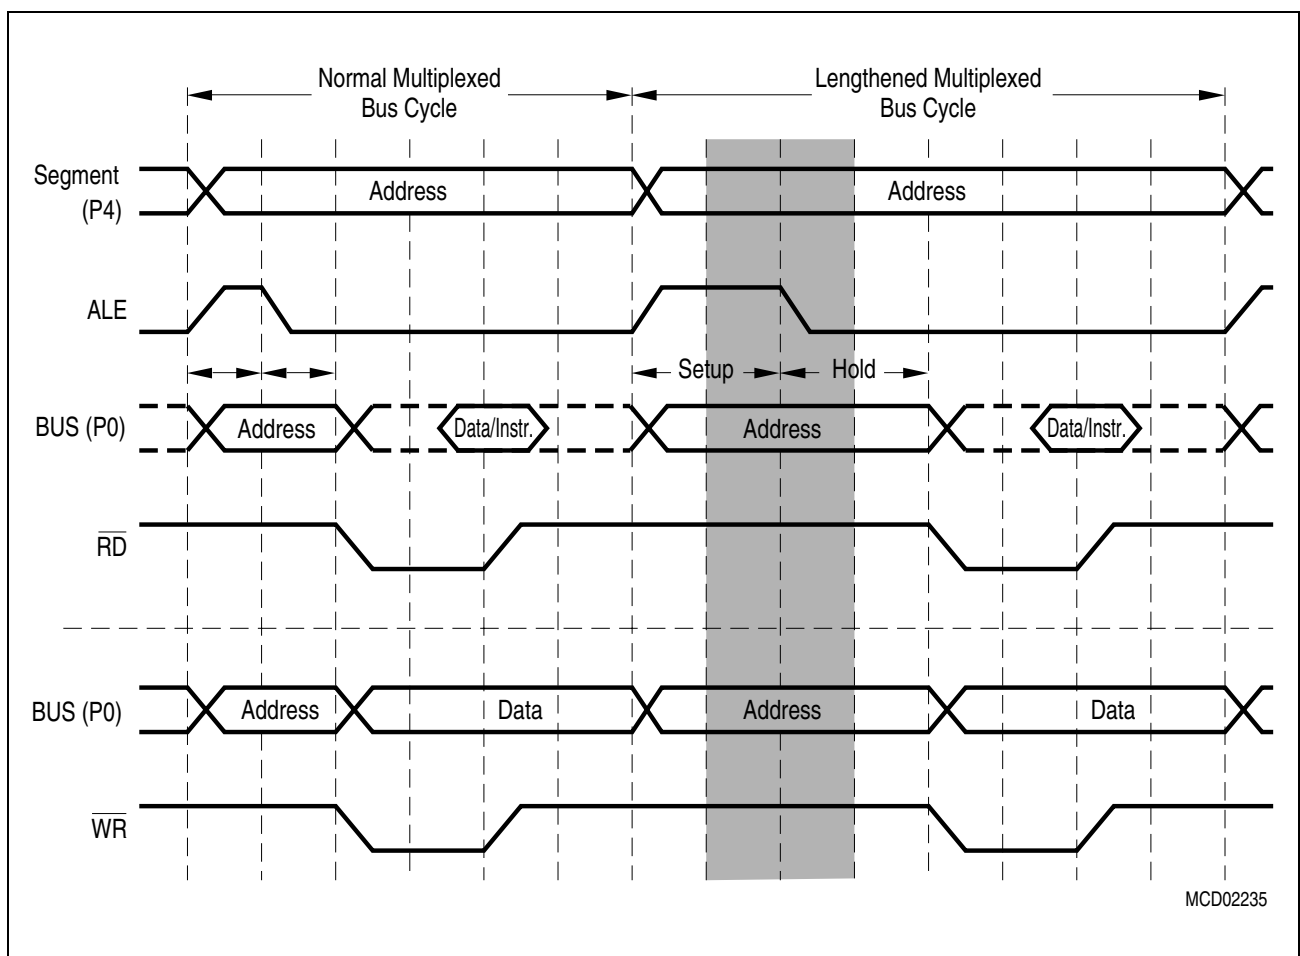 Normal Multiplexed
Bus Cycle
Lengthened Multiplexed
Bus Cycle
Segment
(P4)
Address
Address
ALE
Setup
Hold
BUS (P0)
Address
Data/Instr.
Address
Data/Instr.
RD
BUS (P0)
Address
Data
Address
Data
WR
MCD02235